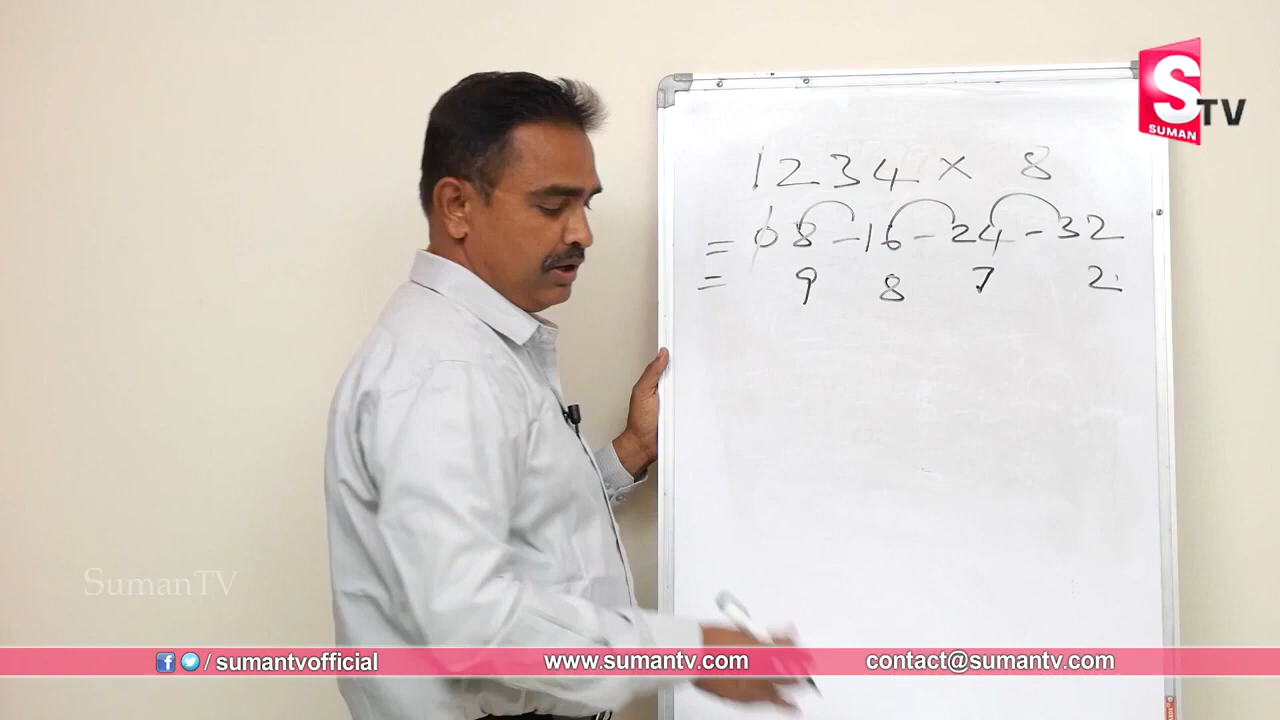 S TV
SUMAN
1234 × 8
= 08 - 16 - 24 - 32
= 9 8 7 2
SumanTV
f / sumantvofficial www.sumantv.com contact@sumantv.com